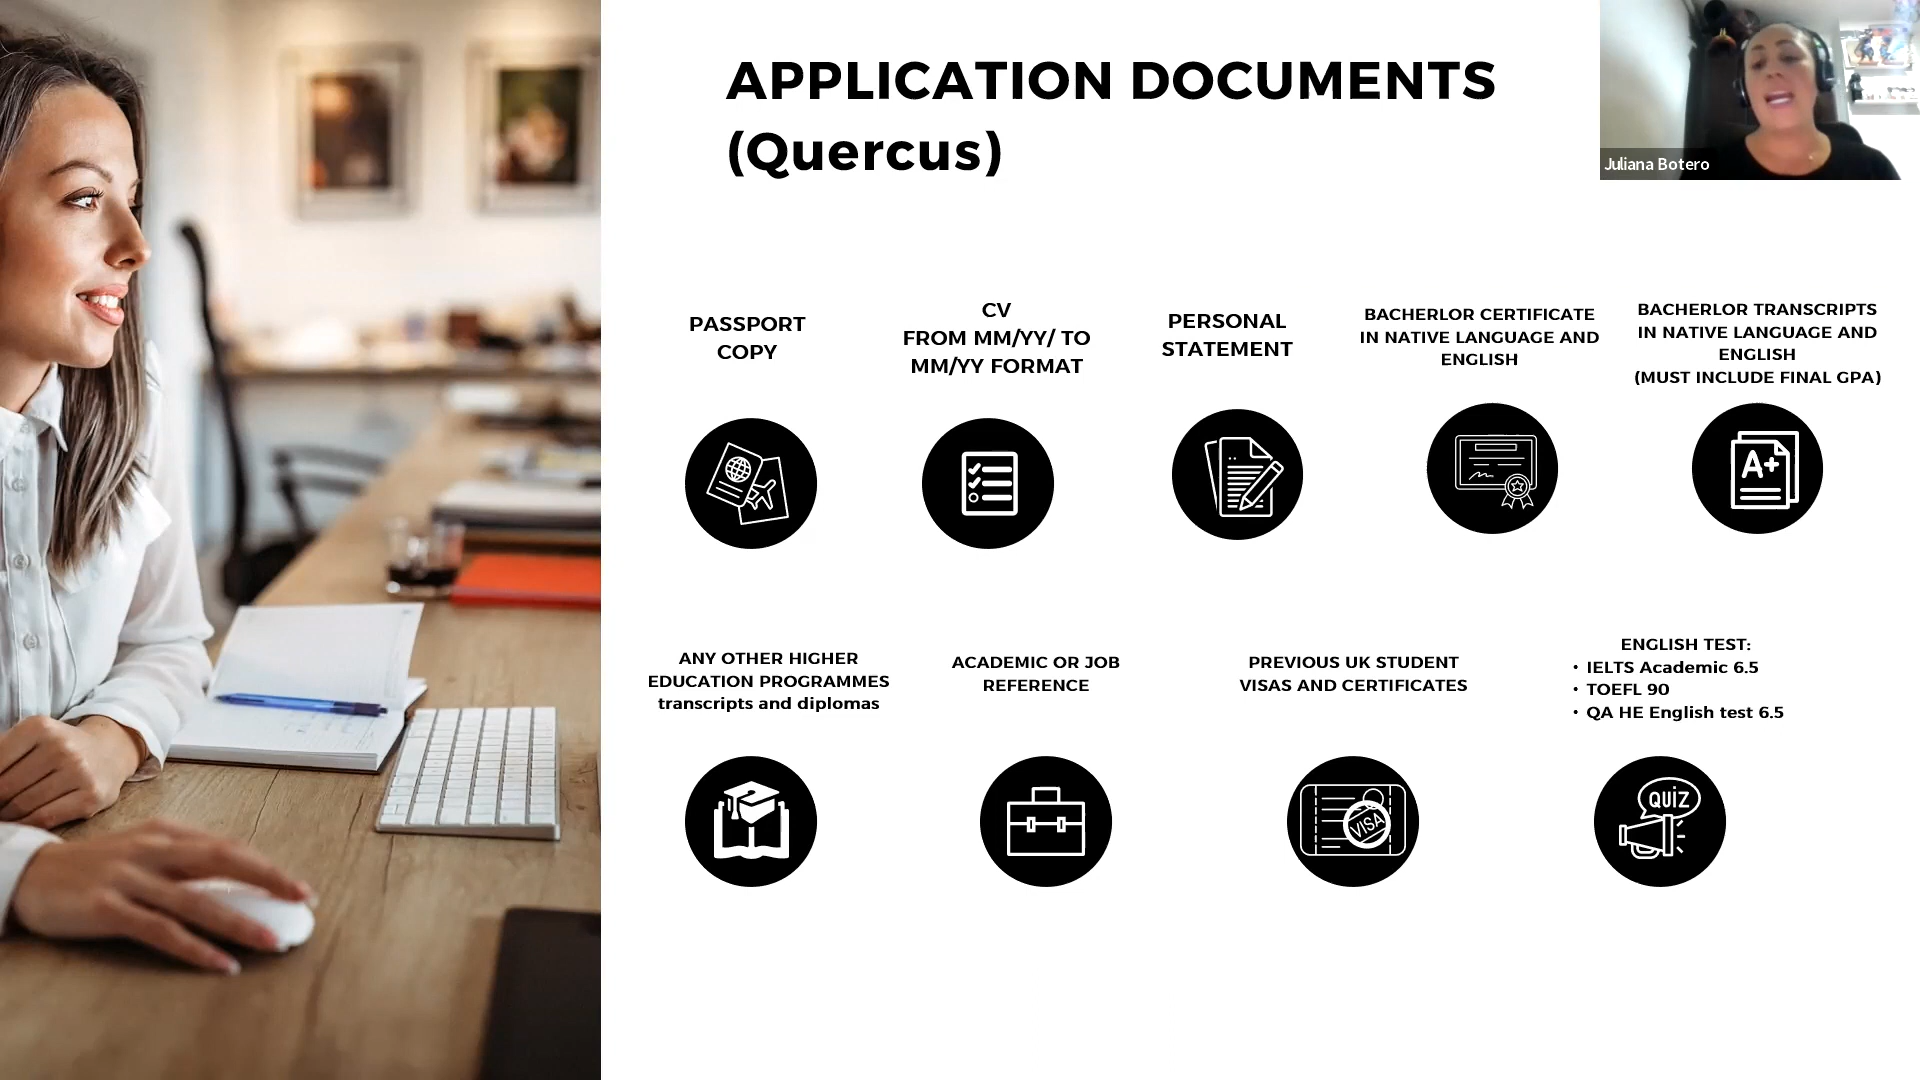 APPLICATION DOCUMENTS
(Quercus)
Juliana Botero
PASSPORT
COPY
CV
FROM MM/YY/ TO
MM/YY FORMAT
PERSONAL
STATEMENT
BACHERLOR CERTIFICATE
IN NATIVE LANGUAGE AND
ENGLISH
BACHERLOR TRANSCRIPTS
IN NATIVE LANGUAGE AND
ENGLISH
(MUST INCLUDE FINAL GPA)
A+
ANY OTHER HIGHER
EDUCATION PROGRAMMES
transcripts and diplomas
ACADEMIC OR JOB
REFERENCE
PREVIOUS UK STUDENT
VISAS AND CERTIFICATES
VISA
ENGLISH TEST:
• IELTS Academic 6.5
• TOEFL 90
• QA HE English test 6.5
QUIZ